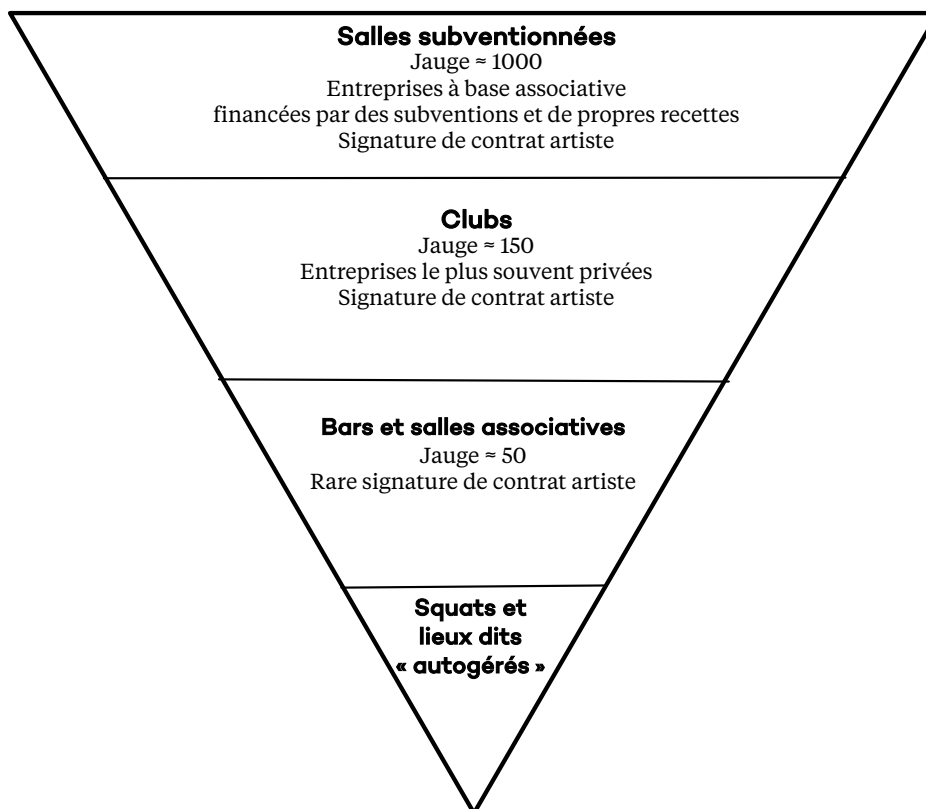 Salles subventionnées
Jauge ≈ 1000
Entreprises à base associative
financées par des subventions et de propres recettes
Signature de contrat artiste
Clubs
Jauge ≈ 150
Entreprises le plus souvent privées
Signature de contrat artiste
Bars et salles associatives
Jauge ≈ 50
Rare signature de contrat artiste
Squats et
lieux dits
« autogérés »